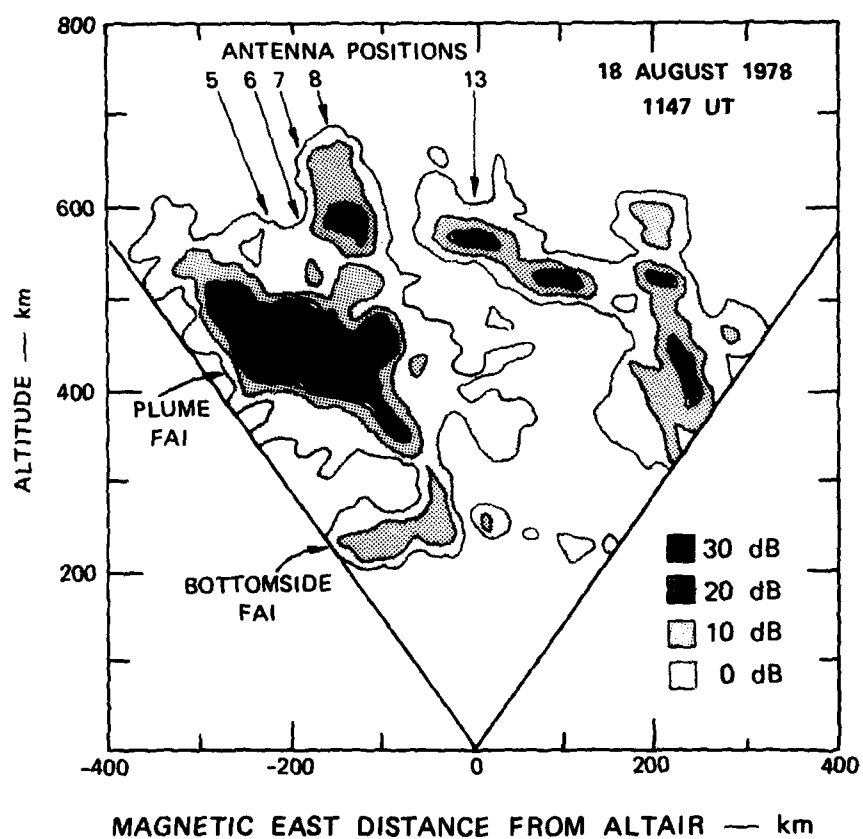 800
600
400
200
0
ALTITUDE — km
ANTENNA POSITIONS
5 6 7 8 13
18 AUGUST 1978
1147 UT
PLUME
FAI
BOTTOMSIDE
FAI
30 dB
20 dB
10 dB
0 dB
-400 -200 0 200 400
MAGNETIC EAST DISTANCE FROM ALTAIR — km